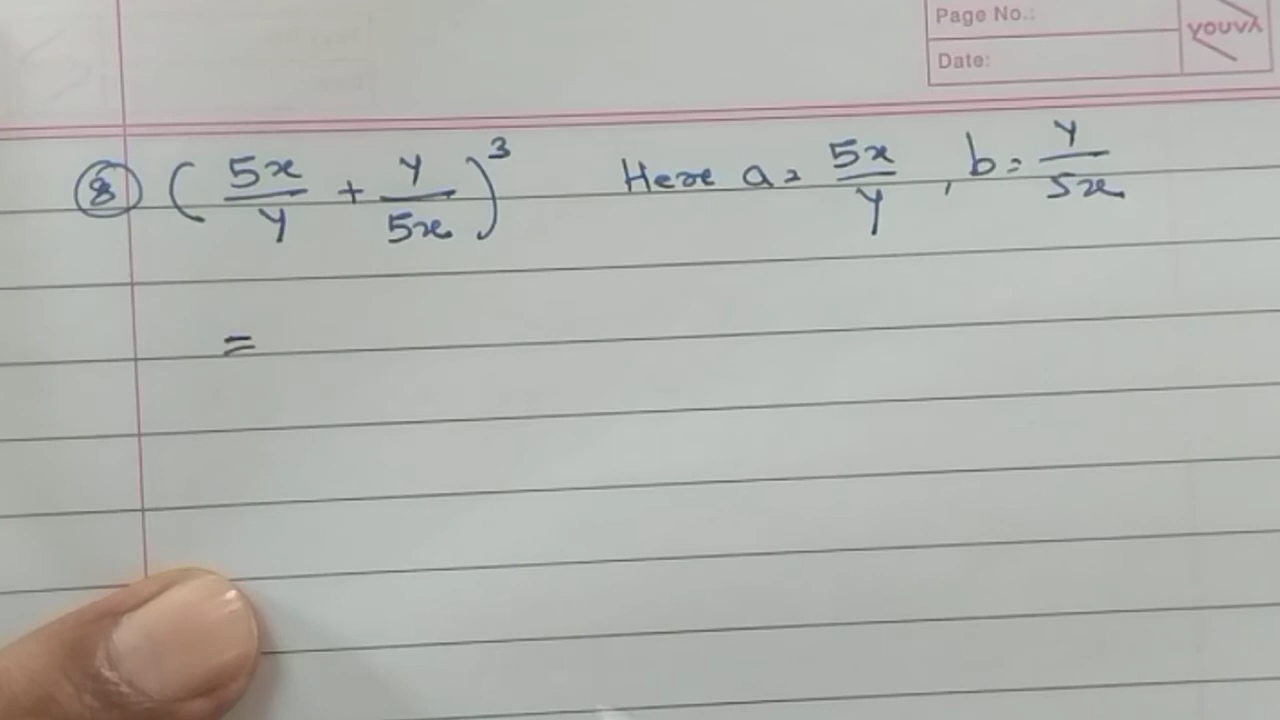 Page No.:
Date:
YOUVA
⑧ (5x/y + y/5x)³ Here a = 5x/y , b = y/5x
=